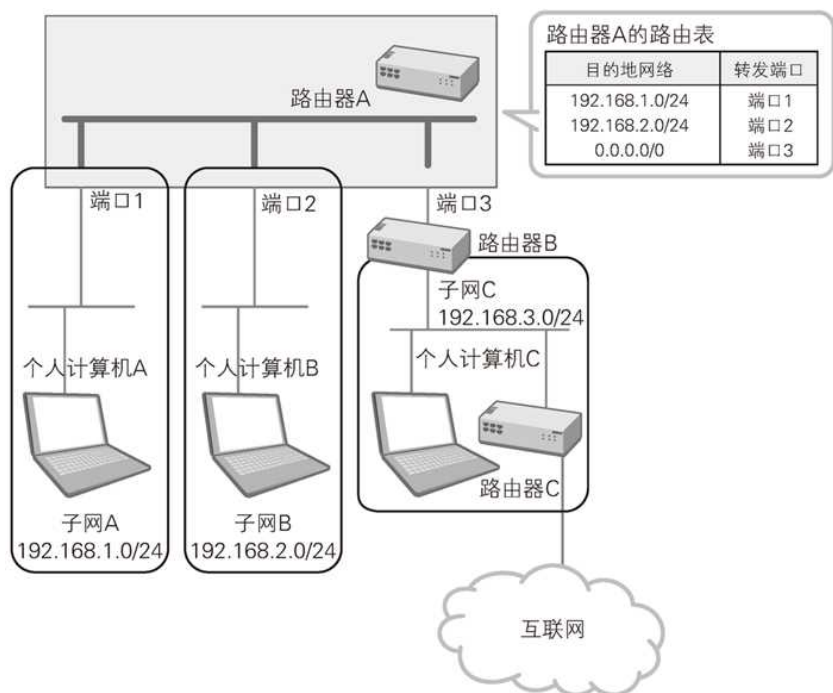 路由器A
路由器A的路由表
目的地网络 转发端口
192.168.1.0/24 端口1
192.168.2.0/24 端口2
0.0.0.0/0 端口3
端口1
端口2
端口3
路由器B
子网C
192.168.3.0/24
个人计算机A
个人计算机B
个人计算机C
路由器C
子网A
192.168.1.0/24
子网B
192.168.2.0/24
互联网